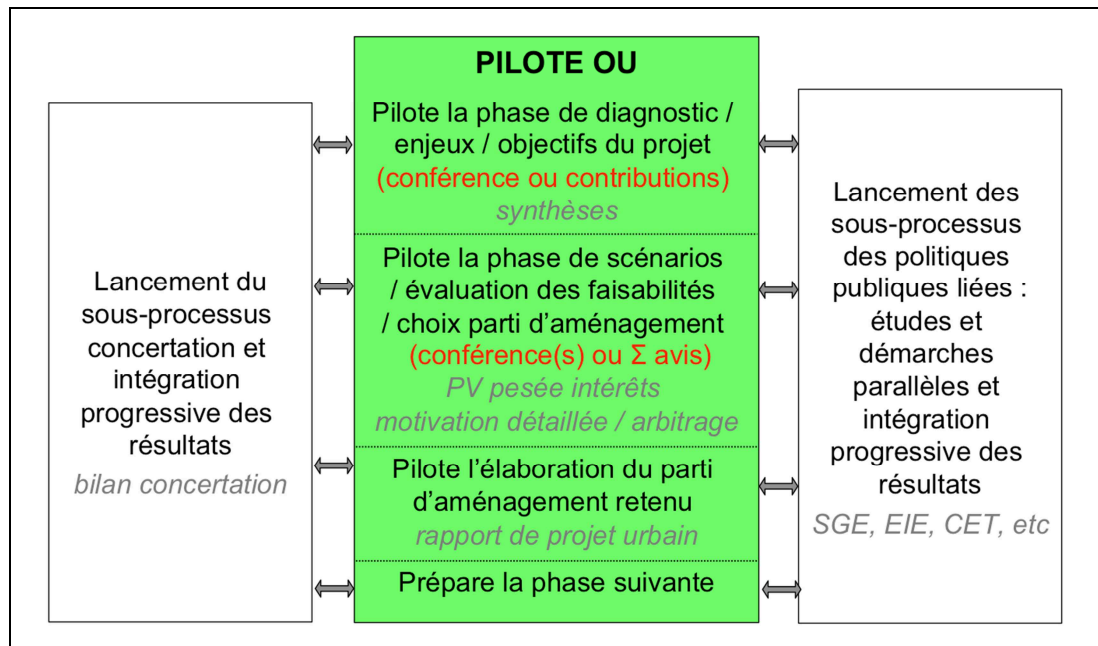 Lancement du
sous-processus
concertation et
intégration
progressive des
résultats
bilan concertation
PILOTE OU
Pilote la phase de diagnostic /
enjeux / objectifs du projet
(conférence ou contributions)
synthèses
Pilote la phase de scénarios
/ évaluation des faisabilités
/ choix parti d’aménagement
(conférence(s) ou Σ avis)
PV pesée intérêts
motivation détaillée / arbitrage
Pilote l’élaboration du parti
d’aménagement retenu
rapport de projet urbain
Prépare la phase suivante
Lancement des
sous-processus
des politiques
publiques liées :
études et
démarches
parallèles et
intégration
progressive des
résultats
SGE, EIE, CET, etc